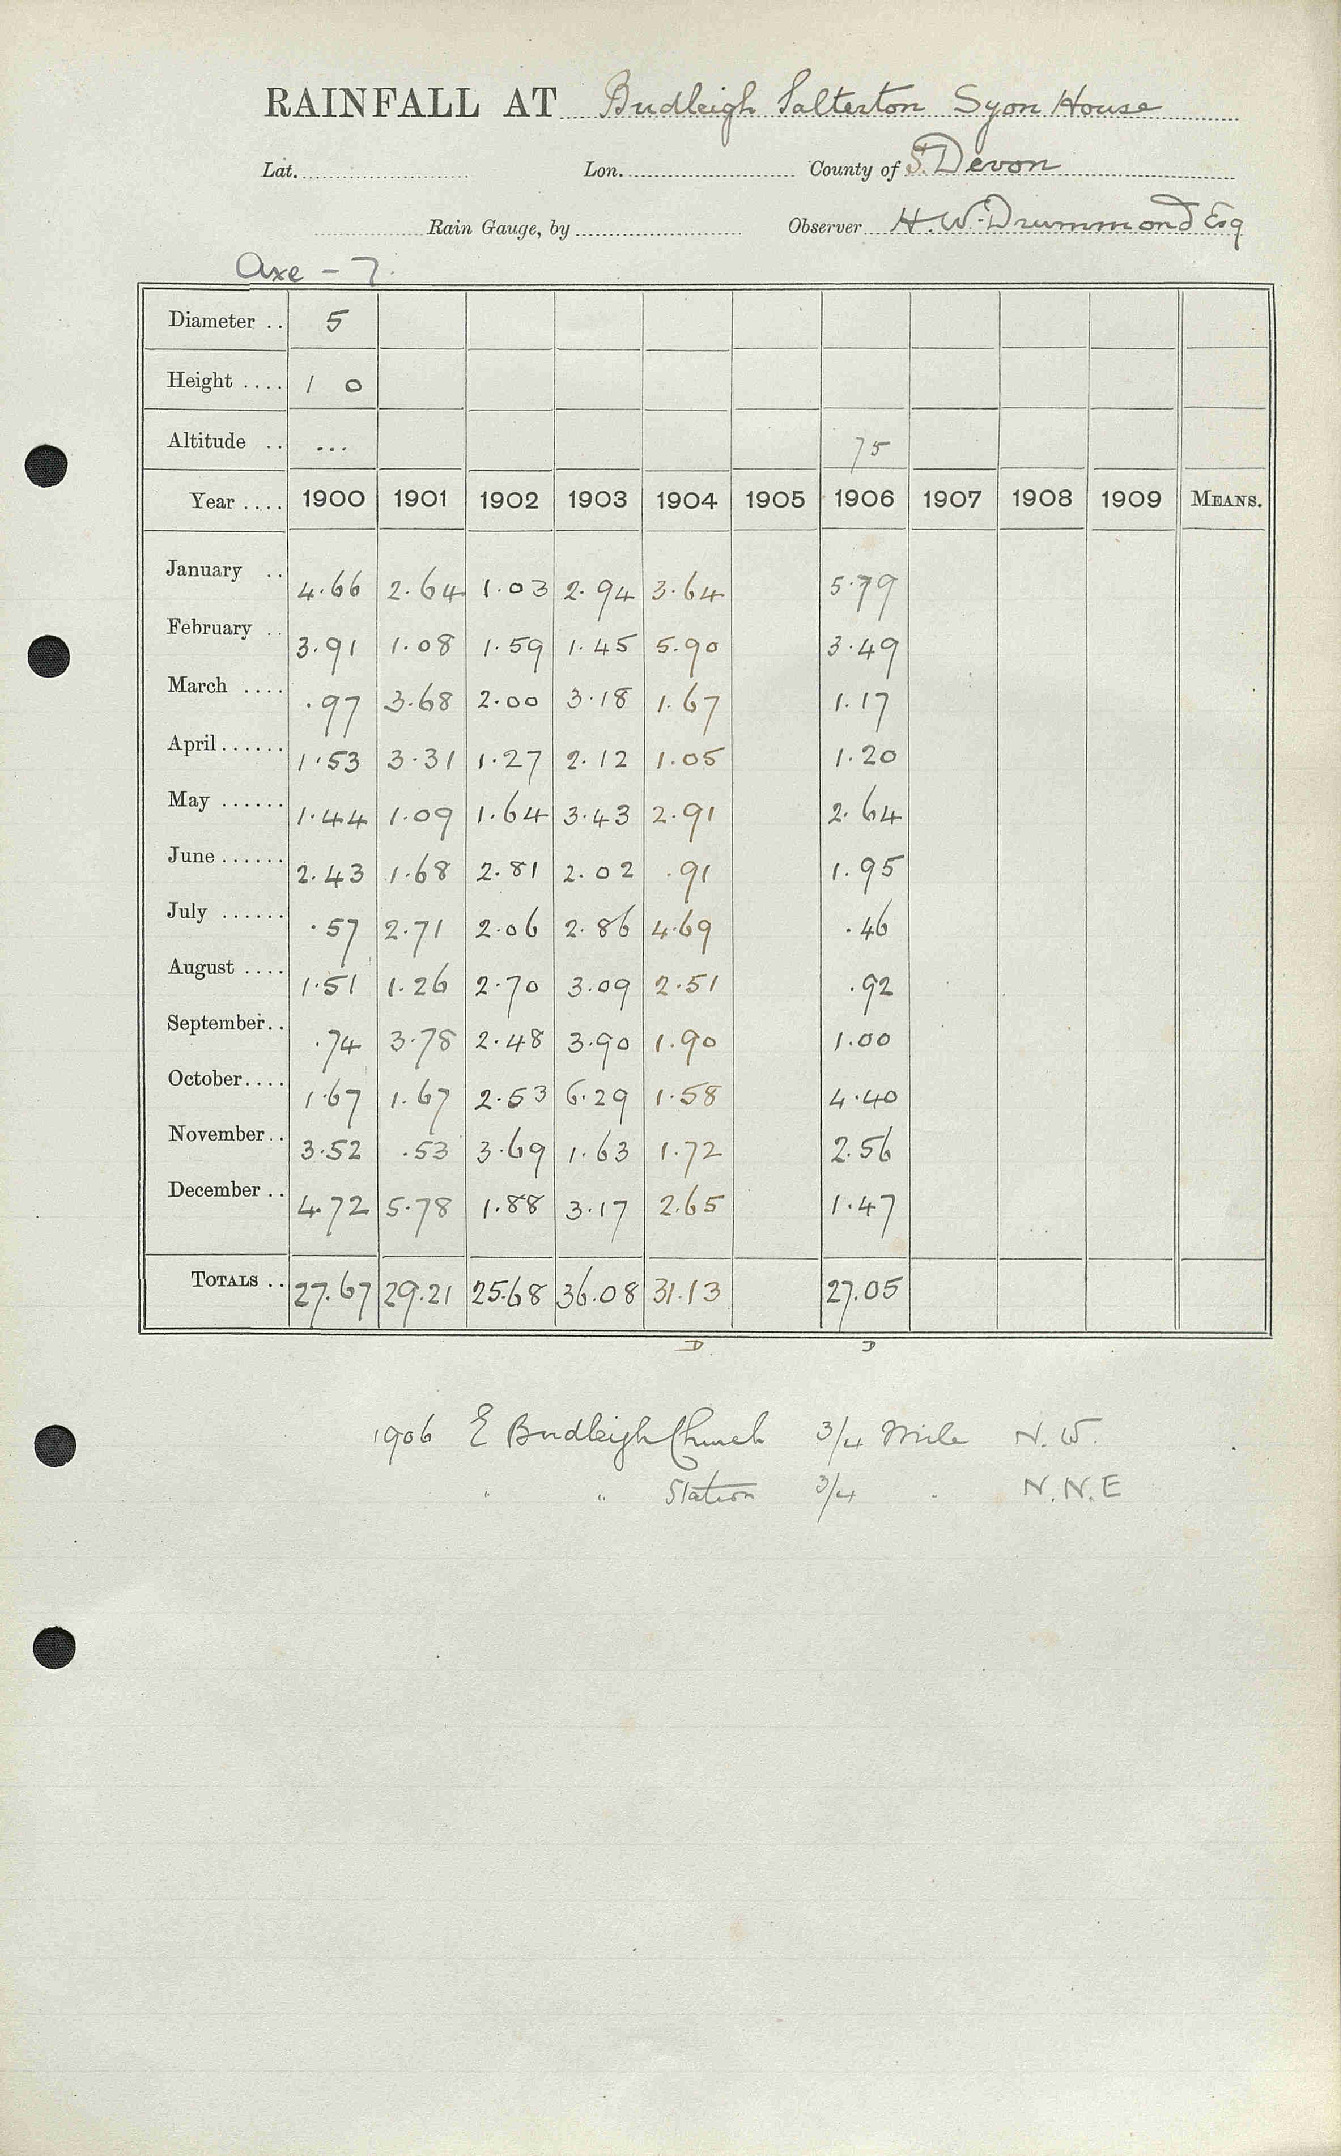 RAINFALL AT Budleigh Salterton Syon House
Lat. Lon. County of S. Devon
Rain Gauge, by Observer H. W. Drummond Esq
Axe - 7.
Diameter .. 5
Height .... 1 0
Altitude .. ... 75
Year .... 1900 1901 1902 1903 1904 1905 1906 1907 1908 1909 MEANS.
January .. 4.66 2.64 1.03 2.94 3.64 5.79
February .. 3.91 1.08 1.59 1.45 5.90 3.49
March .... .97 3.68 2.00 3.18 1.67 1.17
April ...... 1.53 3.31 1.27 2.12 1.05 1.20
May ...... 1.44 1.09 1.64 3.43 2.91 2.64
June ...... 2.43 1.68 2.81 2.02 .91 1.95
July ...... .57 2.71 2.06 2.86 4.69 .46
August .... 1.51 1.26 2.70 3.09 2.51 .92
September .. .74 3.78 2.48 3.90 1.90 1.00
October .... 1.67 1.67 2.53 6.29 1.58 4.40
November .. 3.52 .53 3.69 1.63 1.72 2.56
December .. 4.72 5.78 1.88 3.17 2.65 1.47
TOTALS .. 27.67 29.21 25.68 36.08 31.13 27.05
D D
1906 E Budleigh Church 3/4 Mile N. W.
" " Station 3/4 " N. N. E